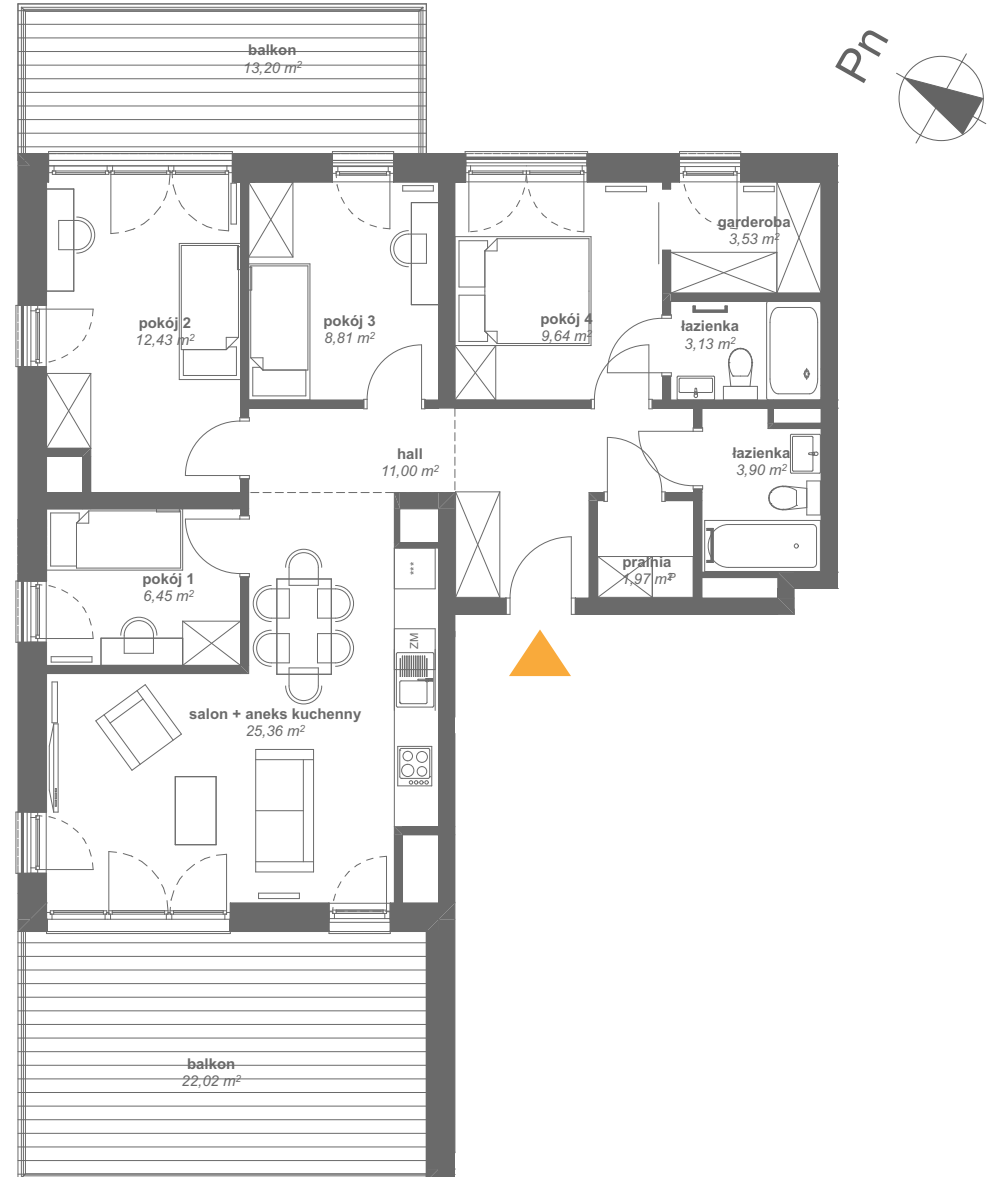 balkon
13,20 m²
Pn
garderoba
3,53 m²
pokój 2
12,43 m²
pokój 3
8,81 m²
pokój 4
9,64 m²
łazienka
3,13 m²
hall
11,00 m²
łazienka
3,90 m²
pralnia
1,97 m²
P
pokój 1
6,45 m²
***
ZM
salon + aneks kuchenny
25,36 m²
balkon
22,02 m²